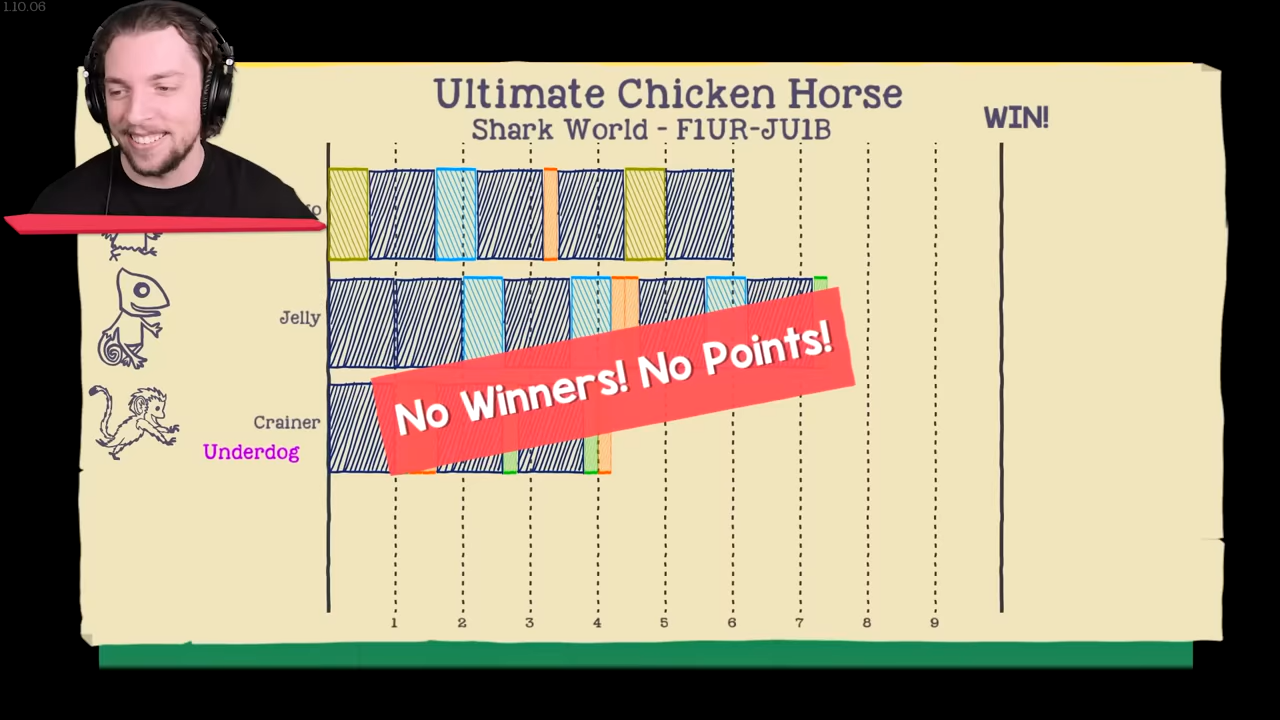 1.10.06
Ultimate Chicken Horse
Shark World - F1UR-JU1B
WIN!
Jelly
No Winners! No Points!
Crainer
Underdog
1 2 3 4 5 6 7 8 9